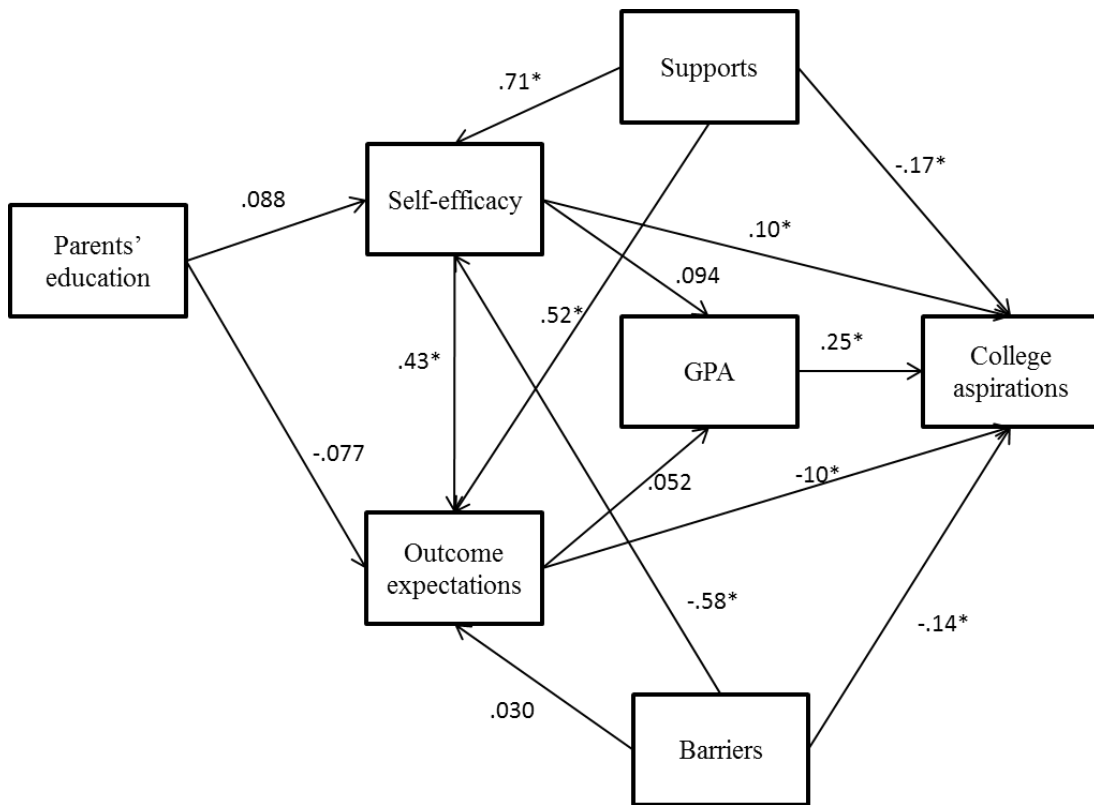 Supports
.71*
-.17*
Self-efficacy
.088
.10*
Parents’
education
.094
.52*
.43*
.25*
GPA
College
aspirations
-.077
-10*
.052
Outcome
expectations
-.58*
-.14*
.030
Barriers